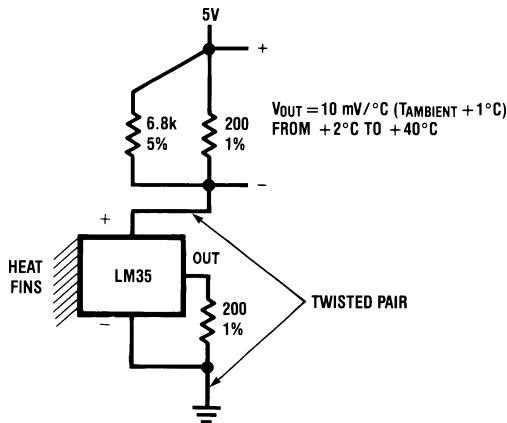 5V
+
6.8k
5%
200
1%
VOUT = 10 mV/°C (TAMBIENT + 1°C)
FROM +2°C TO +40°C
−
+
HEAT
FINS
LM35
OUT
−
200
1%
TWISTED PAIR